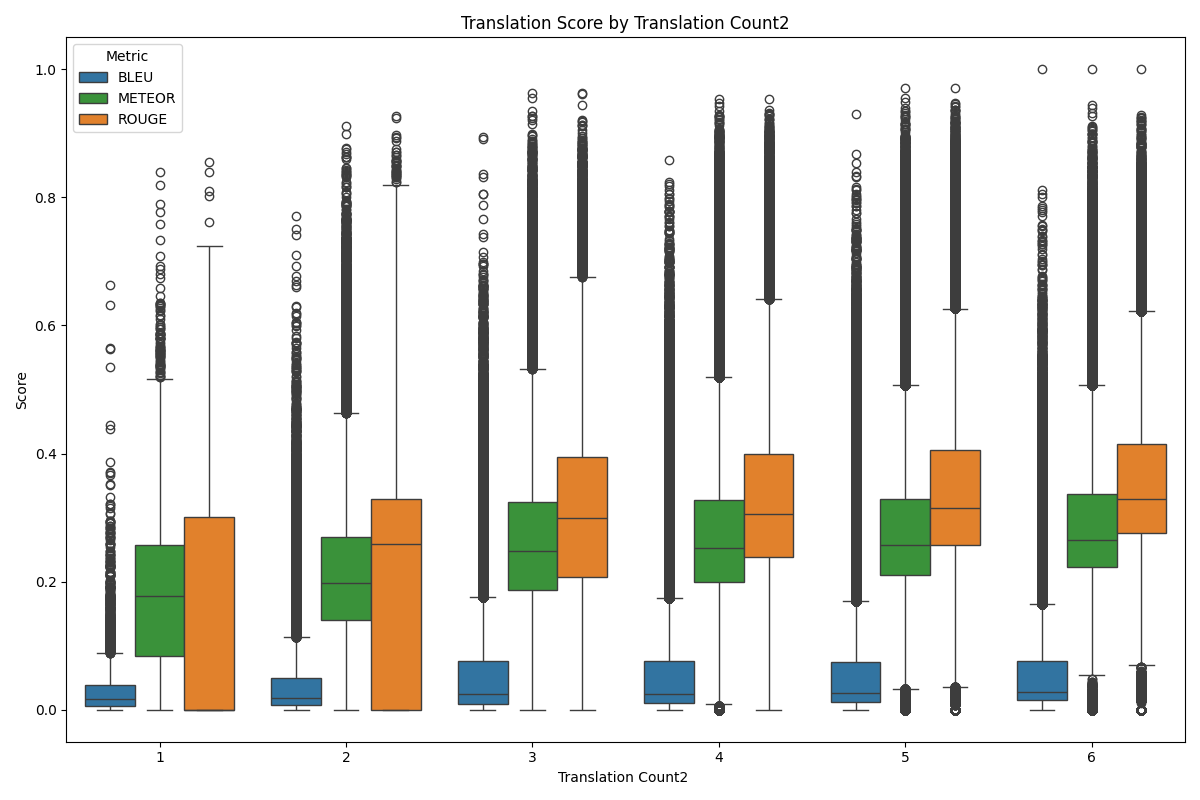 Translation Score by Translation Count2
Metric
BLEU
METEOR
ROUGE
Score
1.0
0.8
0.6
0.4
0.2
0.0
1 2 3 4 5 6
Translation Count2